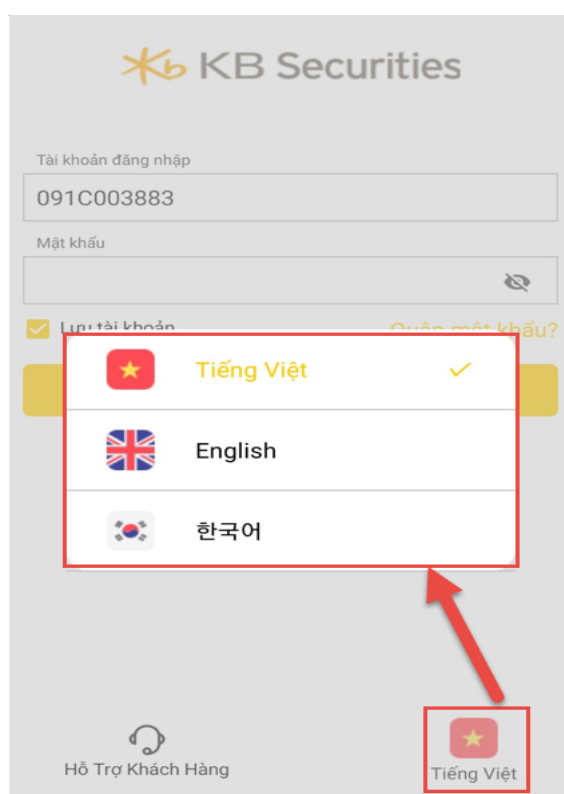 KB Securities
Tài khoản đăng nhập
091C003883
Mật khẩu
Lưu tài khoản Quên mật khẩu?
Tiếng Việt
English
한국어
Hỗ Trợ Khách Hàng
Tiếng Việt